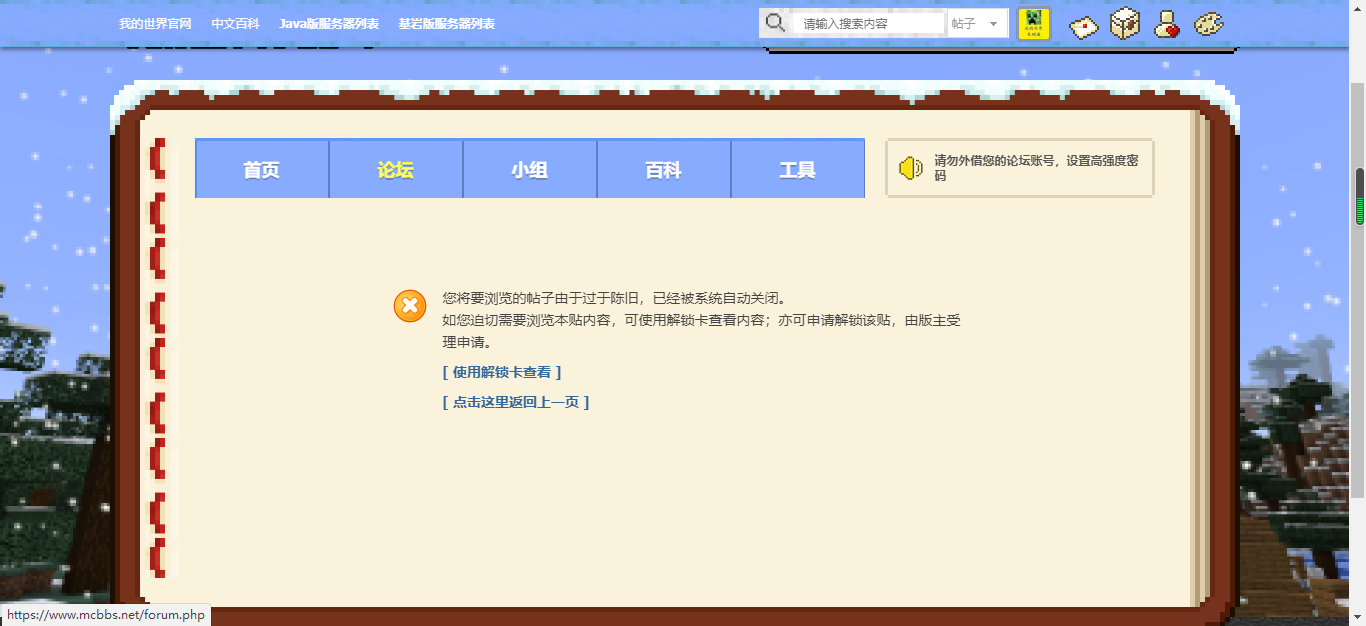 我的世界官网 中文百科 Java版服务器列表 基岩版服务器列表 请输入搜索内容 帖子
首页 论坛 小组 百科 工具
请勿外借您的论坛账号，设置高强度密
码
您将要浏览的帖子由于过于陈旧，已经被系统自动关闭。
如您迫切需要浏览本贴内容，可使用解锁卡查看内容；亦可申请解锁该贴，由版主受
理申请。
[ 使用解锁卡查看 ]
[ 点击这里返回上一页 ]
https://www.mcbbs.net/forum.php